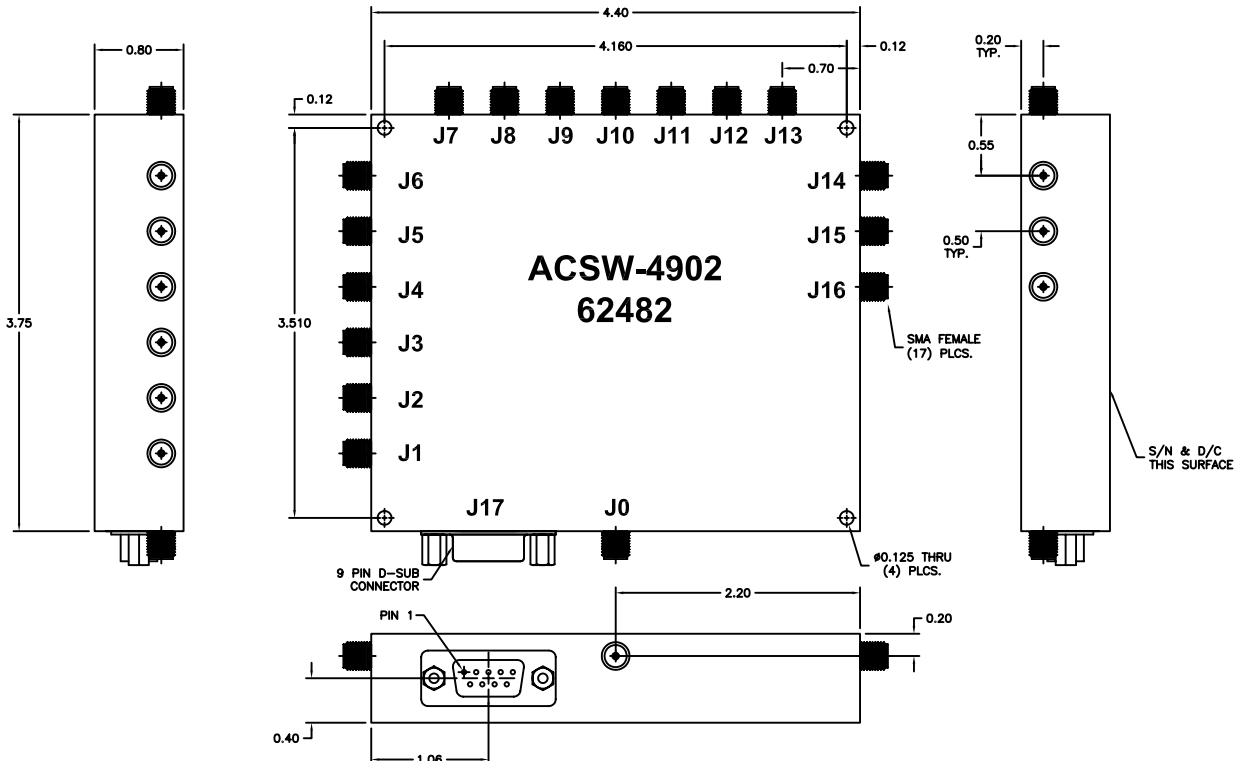 4.40
0.80
4.160
0.12
0.20
TYP.
0.70
0.12
J7 J8 J9 J10 J11 J12 J13
0.55
J6
J14
J5
J15
0.50
TYP.
ACSW-4902
J4
J16
62482
3.75
3.510
J3
SMA FEMALE
(17) PLCS.
J2
J1
S/N & D/C
THIS SURFACE
J17
J0
ø0.125 THRU
(4) PLCS.
9 PIN D-SUB
CONNECTOR
2.20
PIN 1
0.20
0.40
1.06